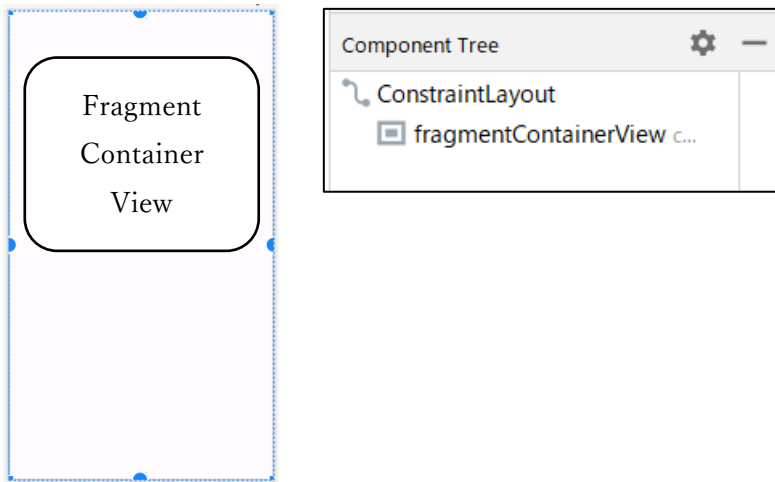 Fragment
Container
View
Component Tree
ConstraintLayout
fragmentContainerView c...